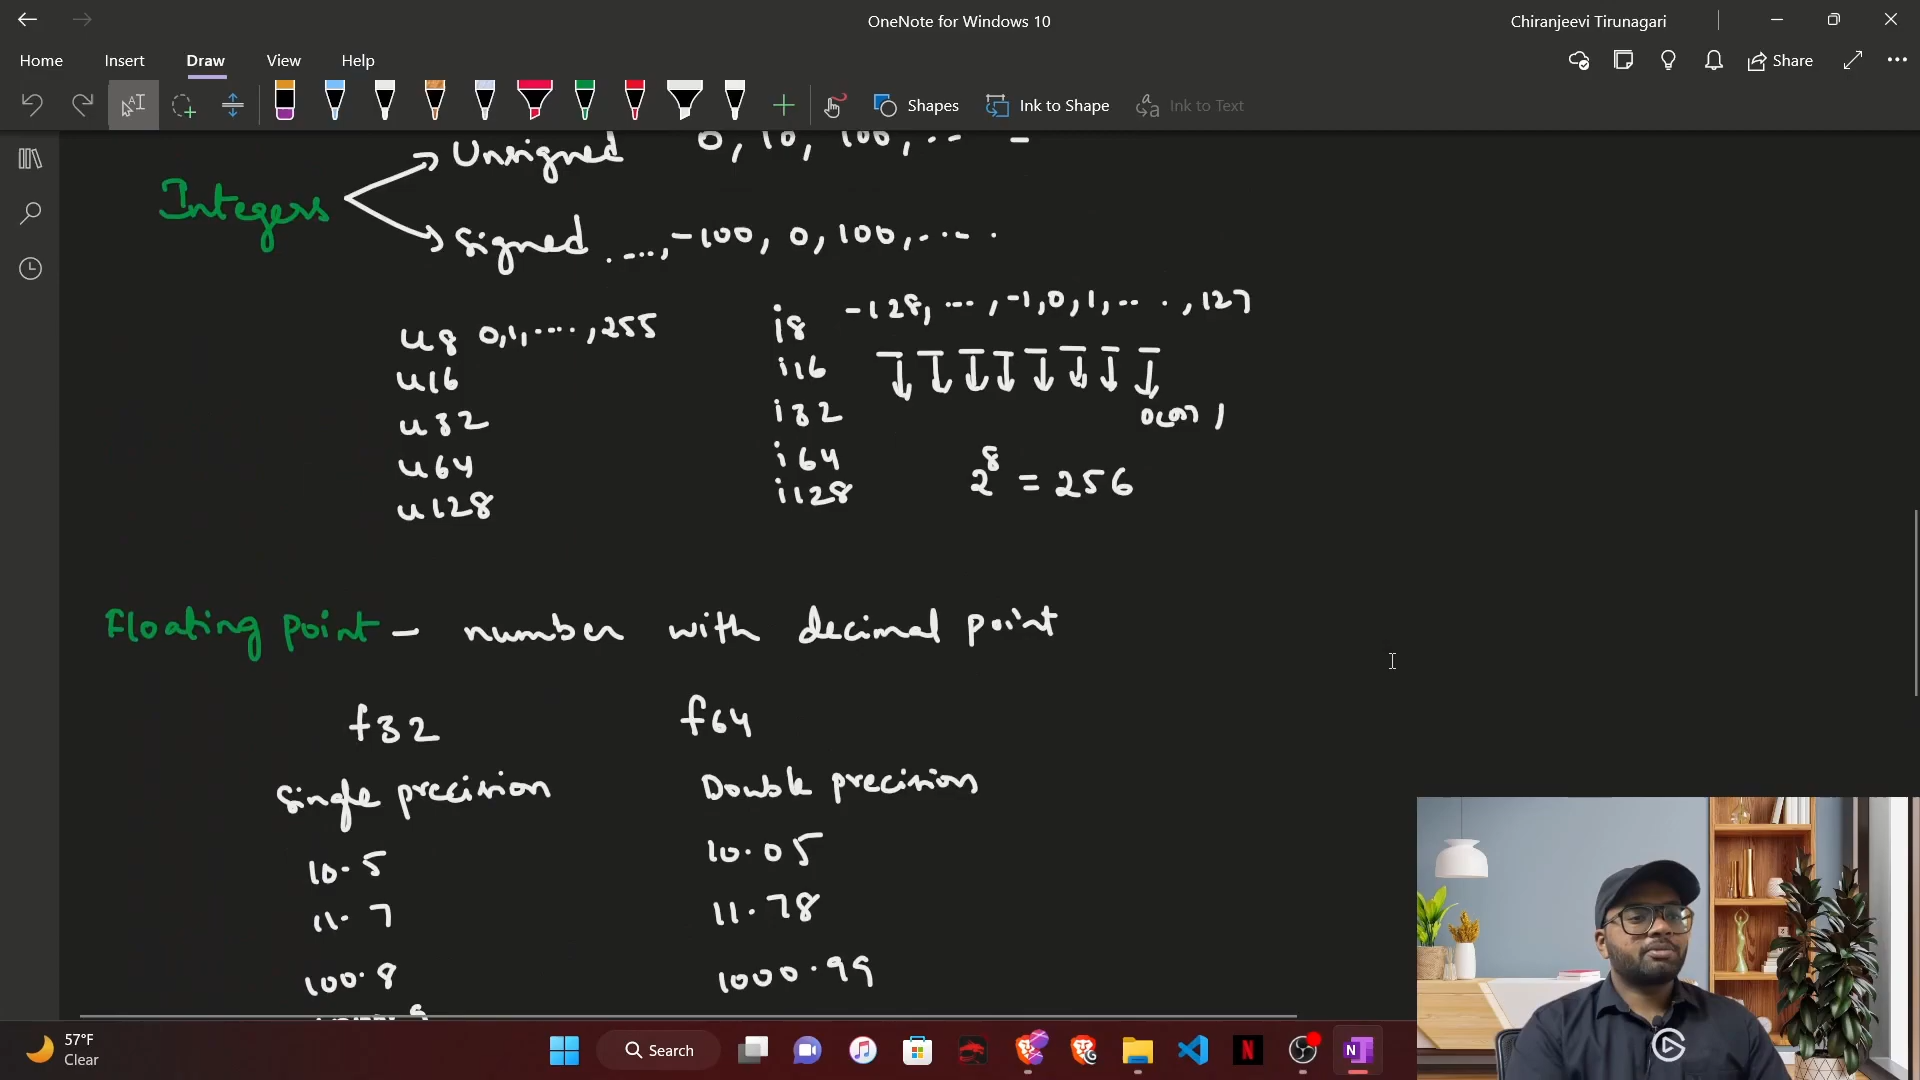 OneNote for Windows 10
Chiranjeevi Tirunagari
Home Insert Draw View Help
Share
Shapes Ink to Shape Ink to Text
Unsigned 0, 10, 100, .. -
Integers
Signed ...., -100, 0, 100, .... .
u8 0,1, ...., 255
i8 -128, ... , -1,0,1, .. . , 127
u16
i16
u32
i32
0 (or) 1
u64
i64
2^8 = 256
u128
i128
Floating point - number with decimal point
f32 f64
Single precision Double precision
10.5 10.05
11.7 11.78
100.8 1000.99
57°F
Clear
Search